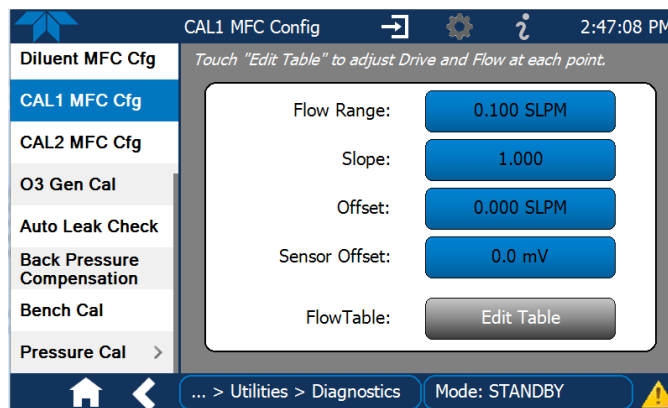 CAL1 MFC Config
2:47:08 PM
Diluent MFC Cfg
CAL1 MFC Cfg
CAL2 MFC Cfg
O3 Gen Cal
Auto Leak Check
Back Pressure
Compensation
Bench Cal
Pressure Cal >
Touch "Edit Table" to adjust Drive and Flow at each point.
Flow Range: 0.100 SLPM
Slope: 1.000
Offset: 0.000 SLPM
Sensor Offset: 0.0 mV
FlowTable: Edit Table
... > Utilities > Diagnostics
Mode: STANDBY